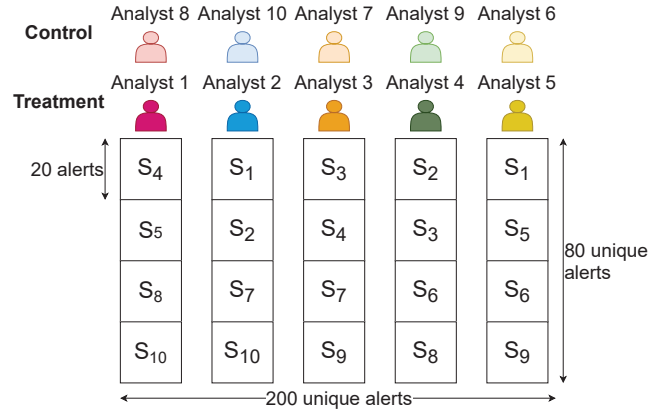 Control
Analyst 8 Analyst 10 Analyst 7 Analyst 9 Analyst 6
Treatment
Analyst 1 Analyst 2 Analyst 3 Analyst 4 Analyst 5
20 alerts
S4 S1 S3 S2 S1
S5 S2 S4 S3 S5
80 unique
alerts
S8 S7 S7 S6 S6
S10 S10 S9 S8 S9
200 unique alerts